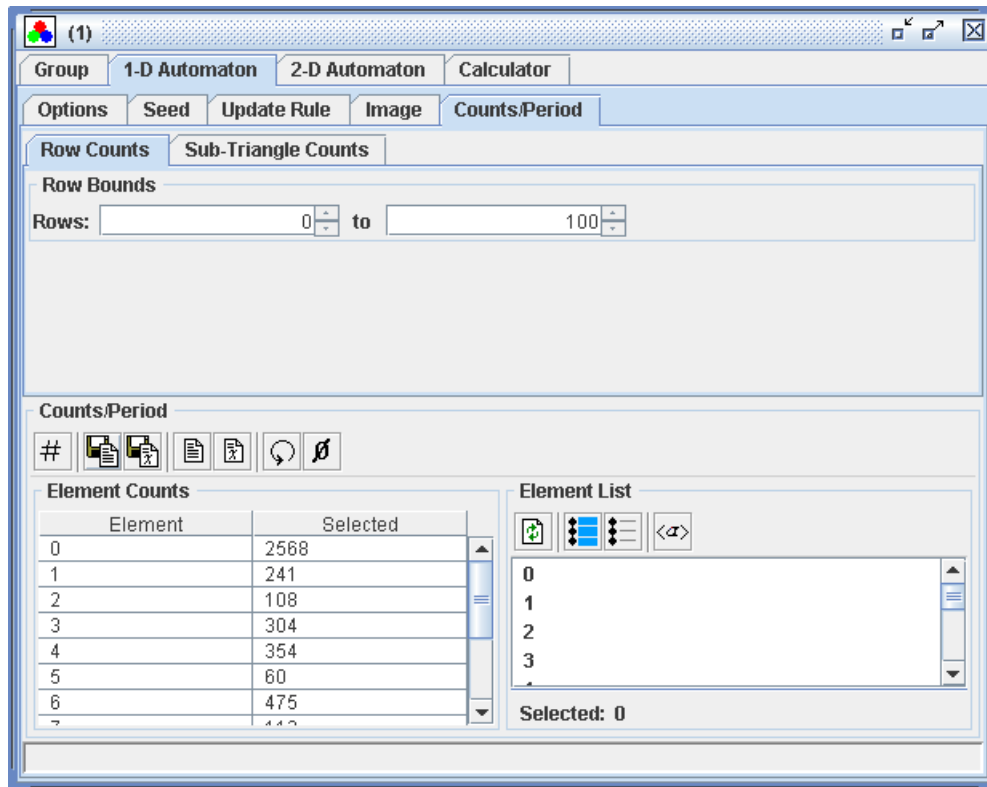 (1)
Group 1-D Automaton 2-D Automaton Calculator
Options Seed Update Rule Image Counts/Period
Row Counts Sub-Triangle Counts
Row Bounds
Rows: 0 to 100
Counts/Period
#
Element Counts
Element Selected
0 2568
1 241
2 108
3 304
4 354
5 60
6 475
Element List
<α>
0
1
2
3
Selected: 0